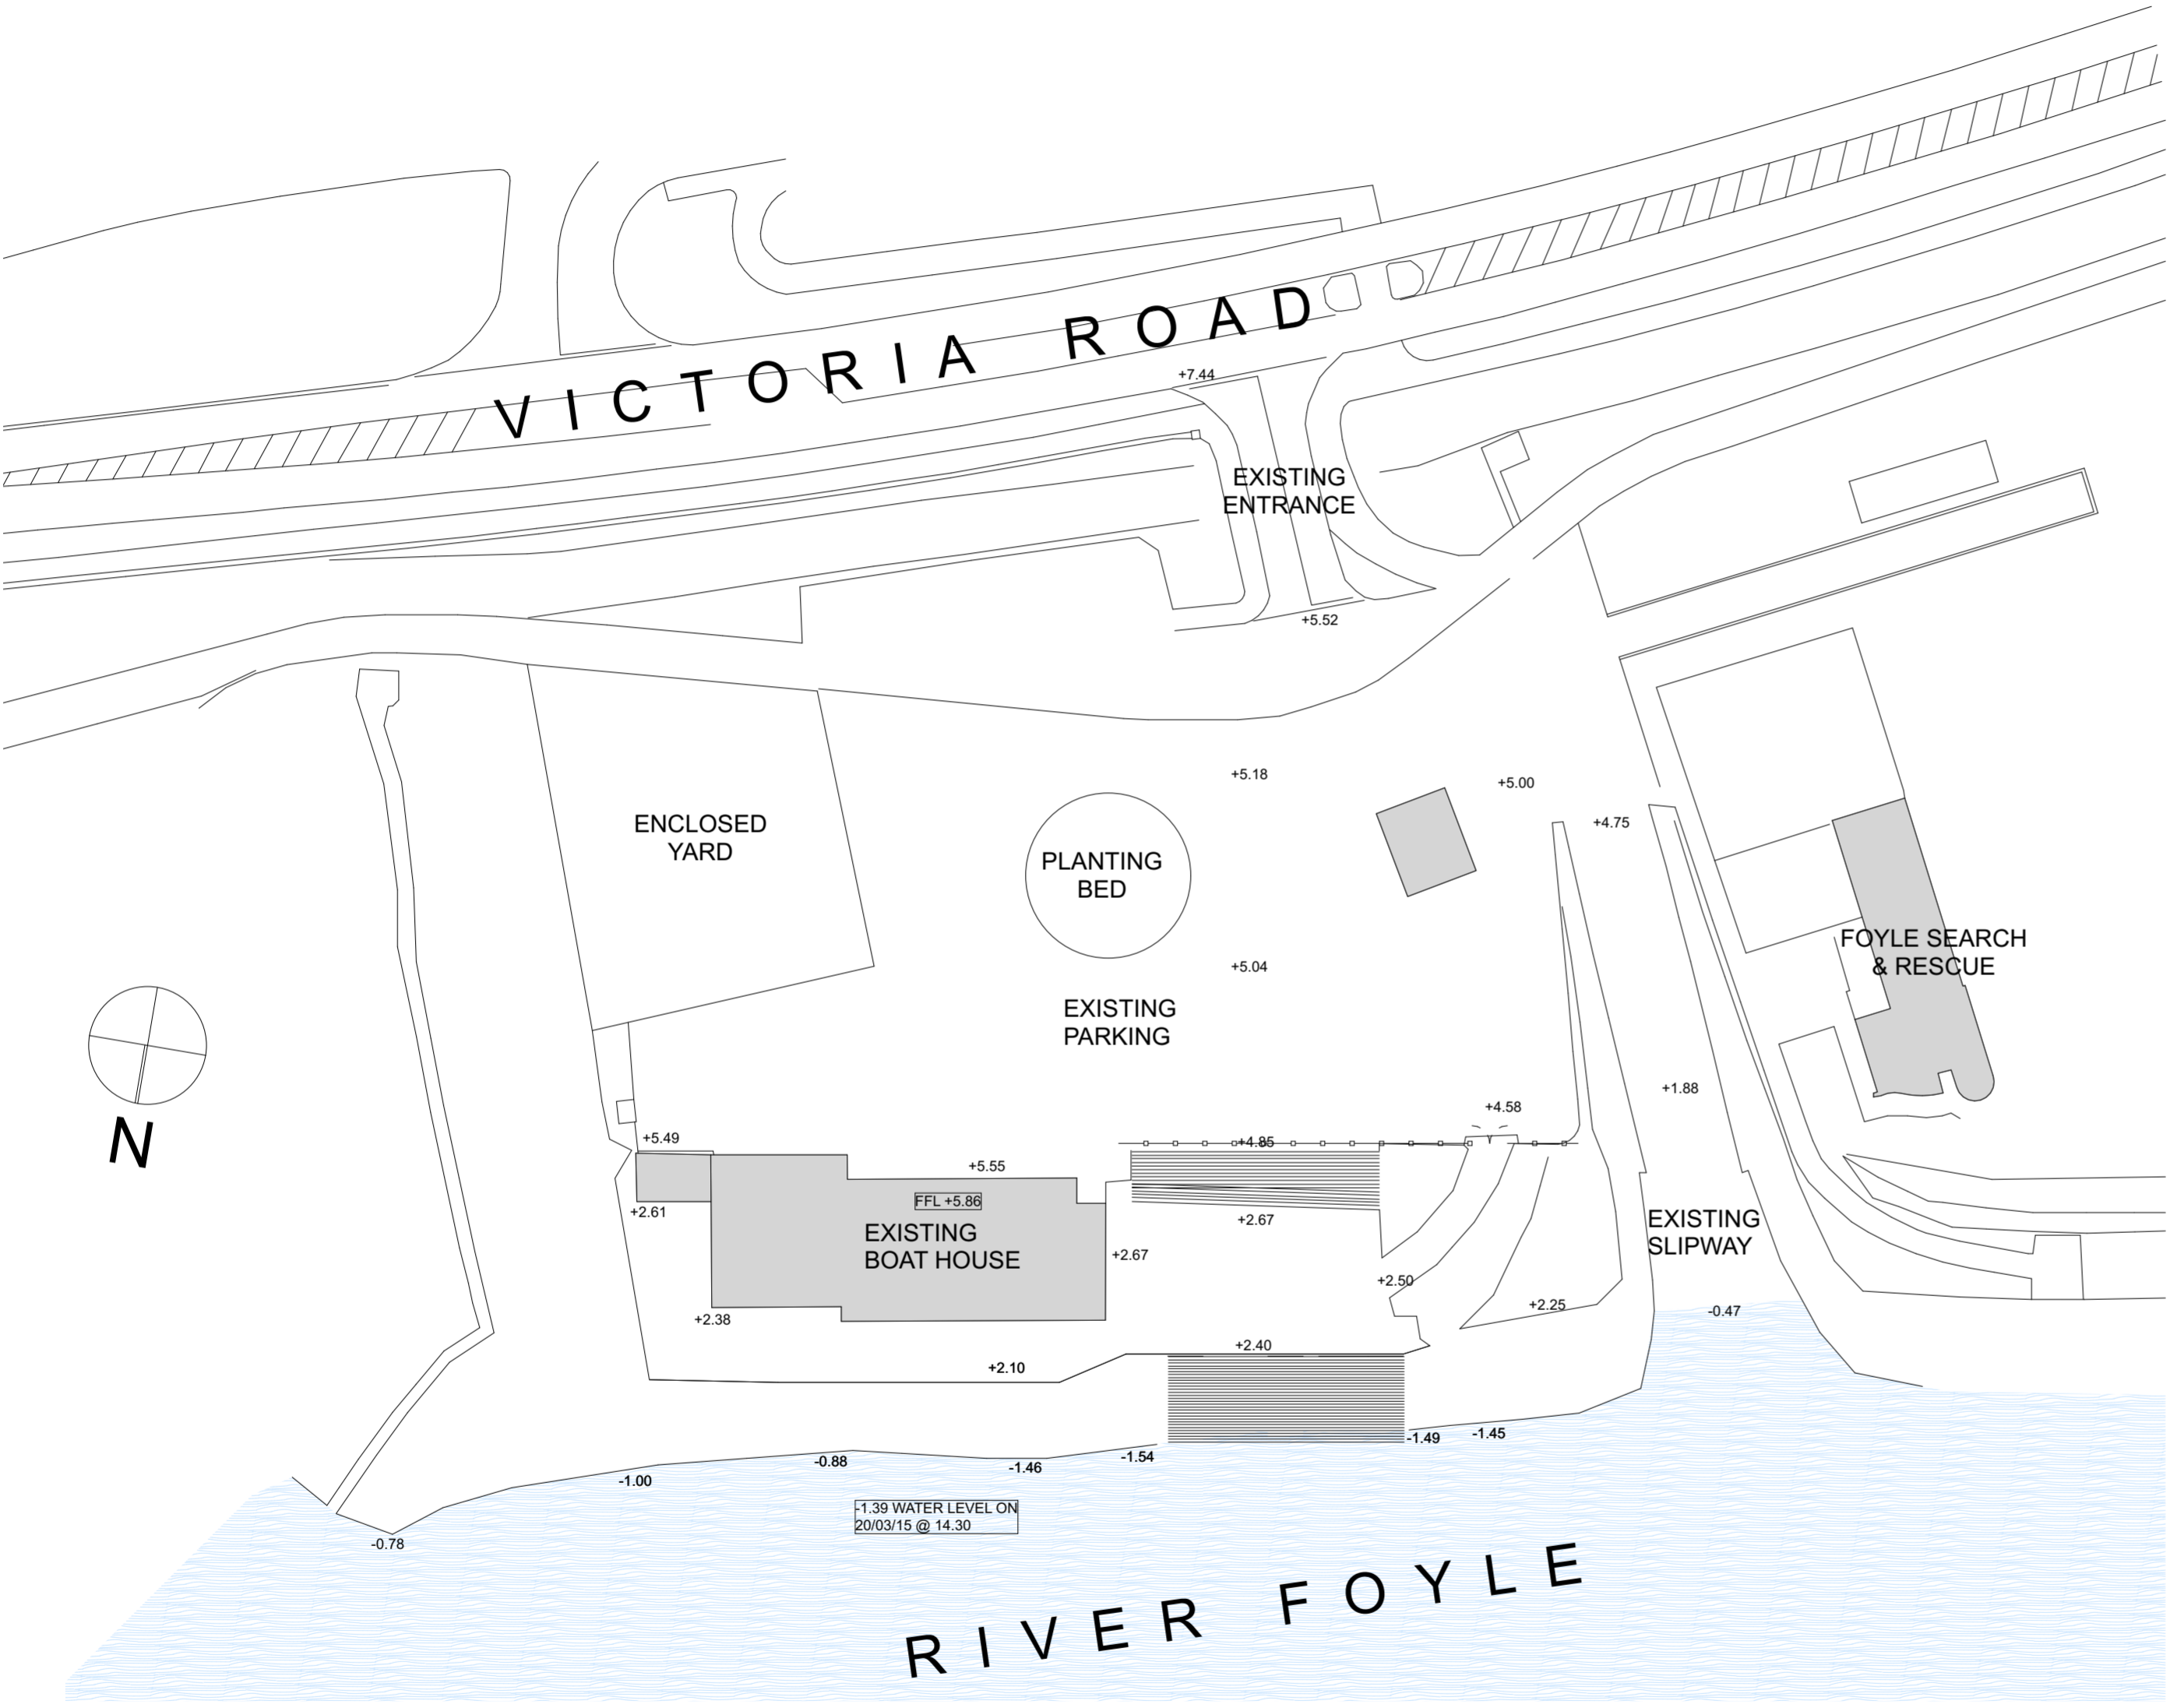 VICTORIA ROAD
+7.44
EXISTING
ENTRANCE
+5.52
+5.18
+5.00
+4.75
ENCLOSED
YARD
PLANTING
BED
FOYLE SEARCH
& RESCUE
+5.04
EXISTING
PARKING
N
+1.88
+4.58
+5.49
+4.85
+5.55
FFL +5.86
+2.61
+2.67
EXISTING
BOAT HOUSE
+2.67
EXISTING
SLIPWAY
+2.50
+2.25
-0.47
+2.38
+2.40
+2.10
-1.49
-1.45
-1.54
-0.88
-1.46
-1.00
-1.39 WATER LEVEL ON
20/03/15 @ 14.30
-0.78
RIVER FOYLE